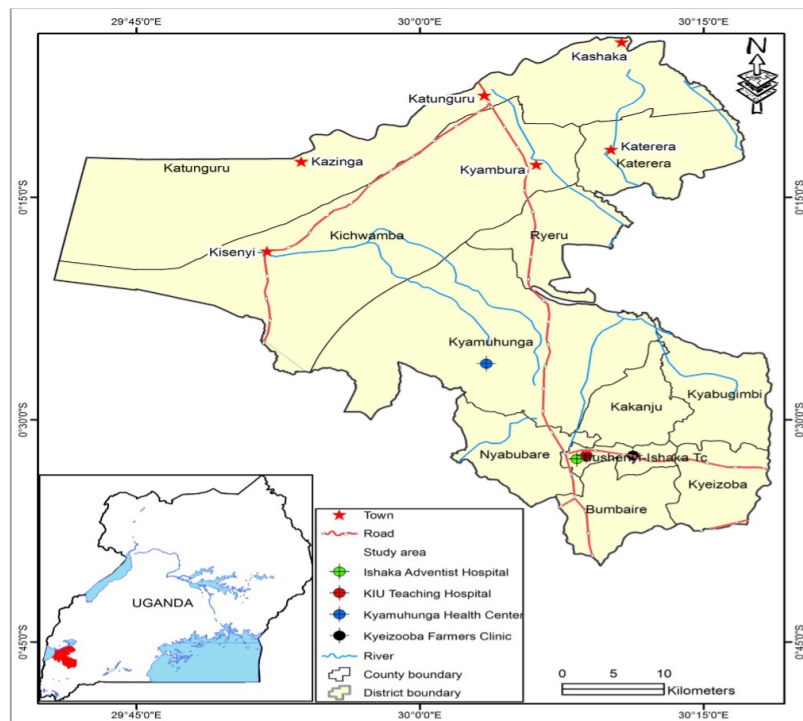 29°45'0"E
30°0'0"E
30°15'0"E
N
Kashaka
Katunguru
Katunguru
Kazinga
Kyambura
Katerera
Katerera
0°15'0"S
0°15'0"S
Kisenyi
Kichwamba
Ryeru
Kyamuhunga
Kakanju
Kyabugimbi
0°30'0"S
0°30'0"S
Nyabubare
Bushenyi-Ishaka Tc
Kyeizoba
Bumbaire
UGANDA
Town
Road
Study area
Ishaka Adventist Hospital
KIU Teaching Hospital
Kyamuhunga Health Center
Kyeizooba Farmers Clinic
River
County boundary
District boundary
0°45'0"S
0°45'0"S
0 5 10
Kilometers
29°45'0"E
30°0'0"E
30°15'0"E